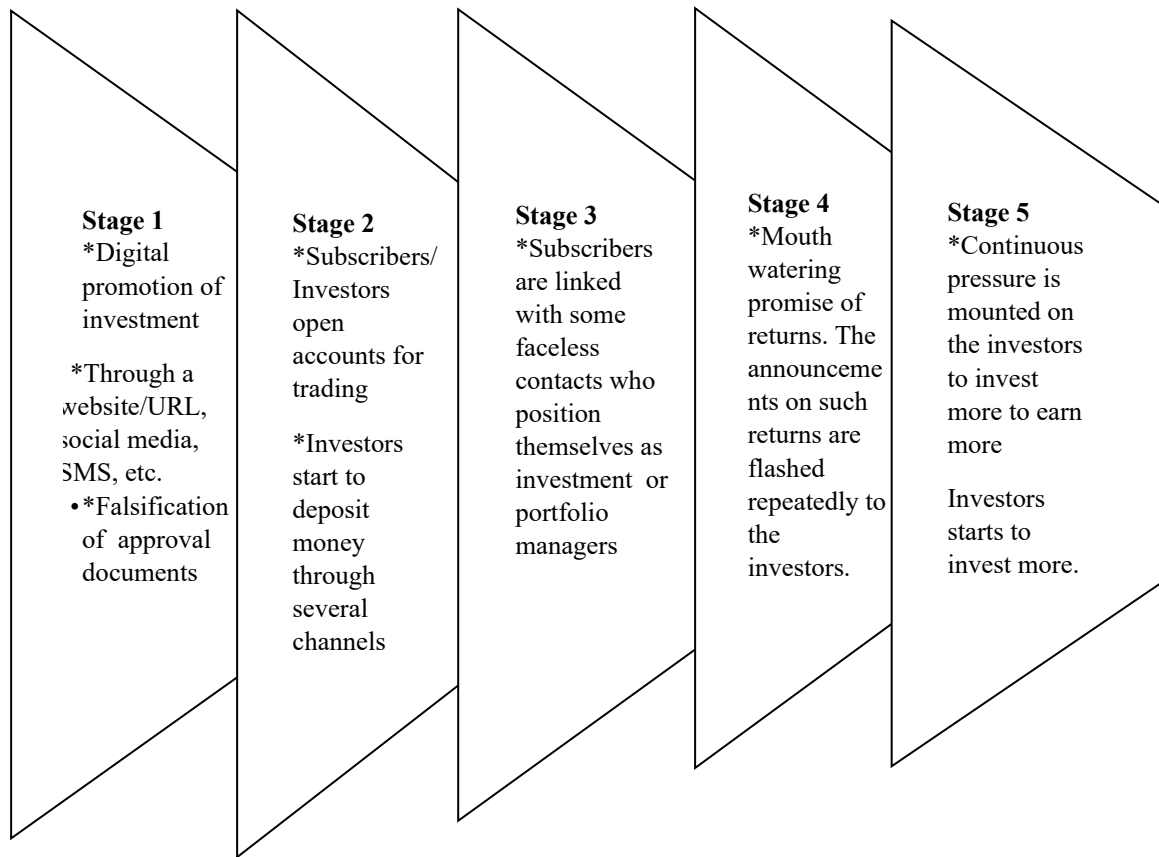 Stage 1
*Digital
promotion of
investment
*Through a
website/URL,
social media,
SMS, etc.
•*Falsification
of approval
documents
Stage 2
*Subscribers/
Investors
open
accounts for
trading
*Investors
start to
deposit
money
through
several
channels
Stage 3
*Subscribers
are linked
with some
faceless
contacts who
position
themselves as
investment or
portfolio
managers
Stage 4
*Mouth
watering
promise of
returns. The
announceme
nts on such
returns are
flashed
repeatedly to
the
investors.
Stage 5
*Continuous
pressure is
mounted on
the investors
to invest
more to earn
more
Investors
starts to
invest more.